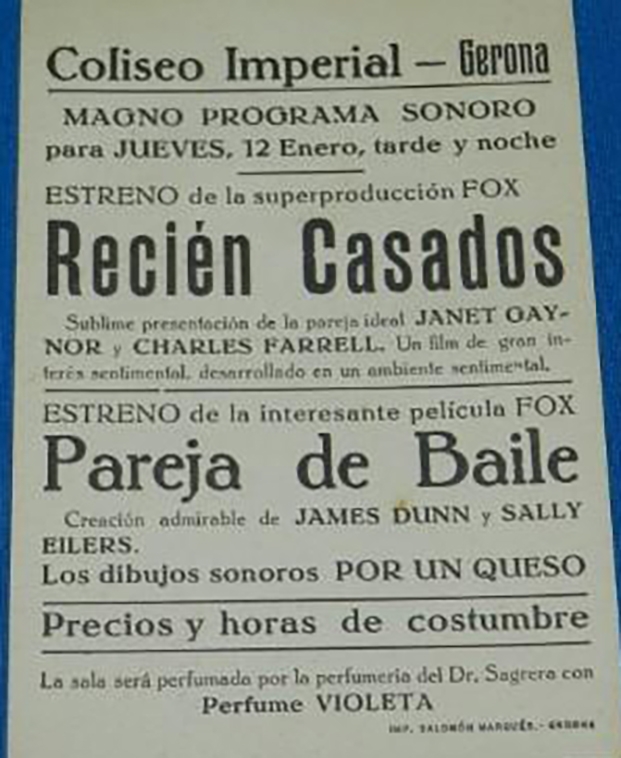 Coliseo Imperial — Gerona
MAGNO PROGRAMA SONORO
para JUEVES, 12 Enero, tarde y noche
ESTRENO de la superproducción FOX
Recién Casados
Sublime presentación de la pareja ideal JANET GAY-
NOR y CHARLES FARRELL. Un film de gran in-
terés sentimental, desarrollado en un ambiente sentimental.
ESTRENO de la interesante película FOX
Pareja de Baile
Creación admirable de JAMES DUNN y SALLY
EILERS.
Los dibujos sonoros POR UN QUESO
Precios y horas de costumbre
La sala será perfumada por la perfumería del Dr. Sagrera con
Perfume VIOLETA
IMP. SALOMÓN MARQUÉS.- GERONA